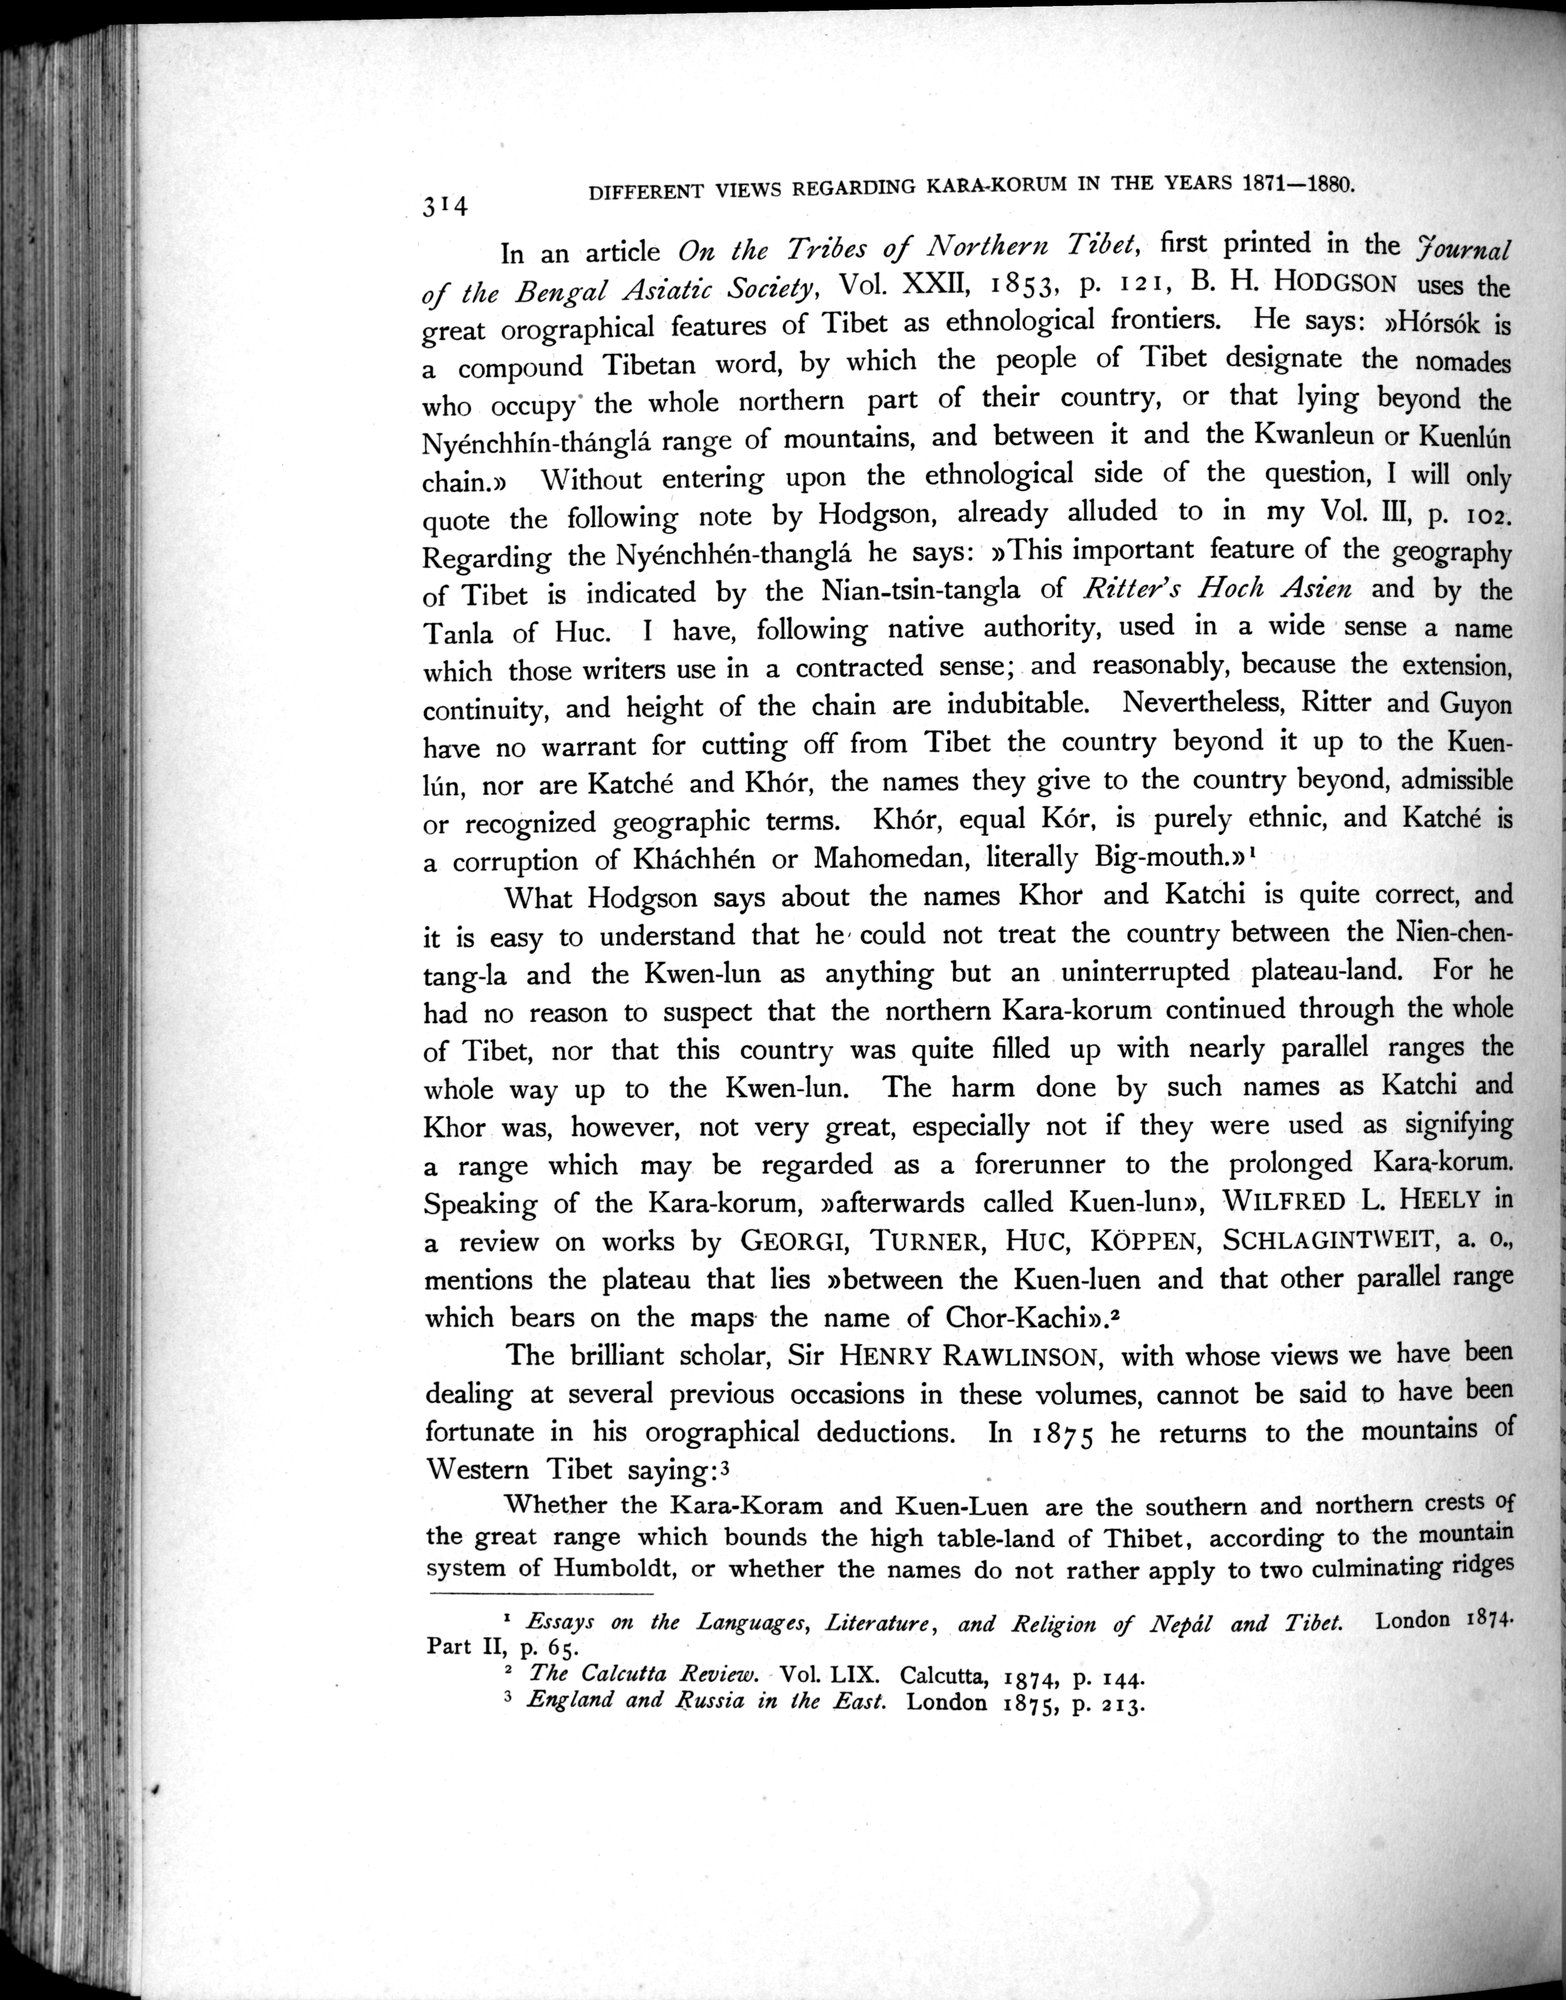 314
DIFFERENT VIEWS REGARDING KARA-KORUM IN THE YEARS 1871—1880.
In an article On the Tribes of Northern Tibet, first printed in the Journal
of the Bengal Asiatic Society, Vol. XXII, 1853, p. 121, B. H. HODGSON uses the
great orographical features of Tibet as ethnological frontiers. He says: »Hórsók is
a compound Tibetan word, by which the people of Tibet designate the nomades
who occupy the whole northern part of their country, or that lying beyond the
Nyénchhín-thánglá range of mountains, and between it and the Kwanleun or Kuenlún
chain.» Without entering upon the ethnological side of the question, I will only
quote the following note by Hodgson, already alluded to in my Vol. III, p. 102.
Regarding the Nyénchhén-thanglá he says: »This important feature of the geography
of Tibet is indicated by the Nian-tsin-tangla of Ritter's Hoch Asien and by the
Tanla of Huc. I have, following native authority, used in a wide sense a name
which those writers use in a contracted sense; and reasonably, because the extension,
continuity, and height of the chain are indubitable. Nevertheless, Ritter and Guyon
have no warrant for cutting off from Tibet the country beyond it up to the Kuen-
lún, nor are Katché and Khór, the names they give to the country beyond, admissible
or recognized geographic terms. Khór, equal Kór, is purely ethnic, and Katché is
a corruption of Kháchhén or Mahomedan, literally Big-mouth.»¹
What Hodgson says about the names Khor and Katchi is quite correct, and
it is easy to understand that he could not treat the country between the Nien-chen-
tang-la and the Kwen-lun as anything but an uninterrupted plateau-land. For he
had no reason to suspect that the northern Kara-korum continued through the whole
of Tibet, nor that this country was quite filled up with nearly parallel ranges the
whole way up to the Kwen-lun. The harm done by such names as Katchi and
Khor was, however, not very great, especially not if they were used as signifying
a range which may be regarded as a forerunner to the prolonged Kara-korum.
Speaking of the Kara-korum, »afterwards called Kuen-lun», WILFRED L. HEELY in
a review on works by GEORGI, TURNER, HUC, KÖPPEN, SCHLAGINTWEIT, a. o.,
mentions the plateau that lies »between the Kuen-luen and that other parallel range
which bears on the maps the name of Chor-Kachi».²
The brilliant scholar, Sir HENRY RAWLINSON, with whose views we have been
dealing at several previous occasions in these volumes, cannot be said to have been
fortunate in his orographical deductions. In 1875 he returns to the mountains of
Western Tibet saying:³
Whether the Kara-Koram and Kuen-Luen are the southern and northern crests of
the great range which bounds the high table-land of Thibet, according to the mountain
system of Humboldt, or whether the names do not rather apply to two culminating ridges
¹ Essays on the Languages, Literature, and Religion of Nepál and Tibet. London 1874.
Part II, p. 65.
² The Calcutta Review. Vol. LIX. Calcutta, 1874, p. 144.
³ England and Russia in the East. London 1875, p. 213.